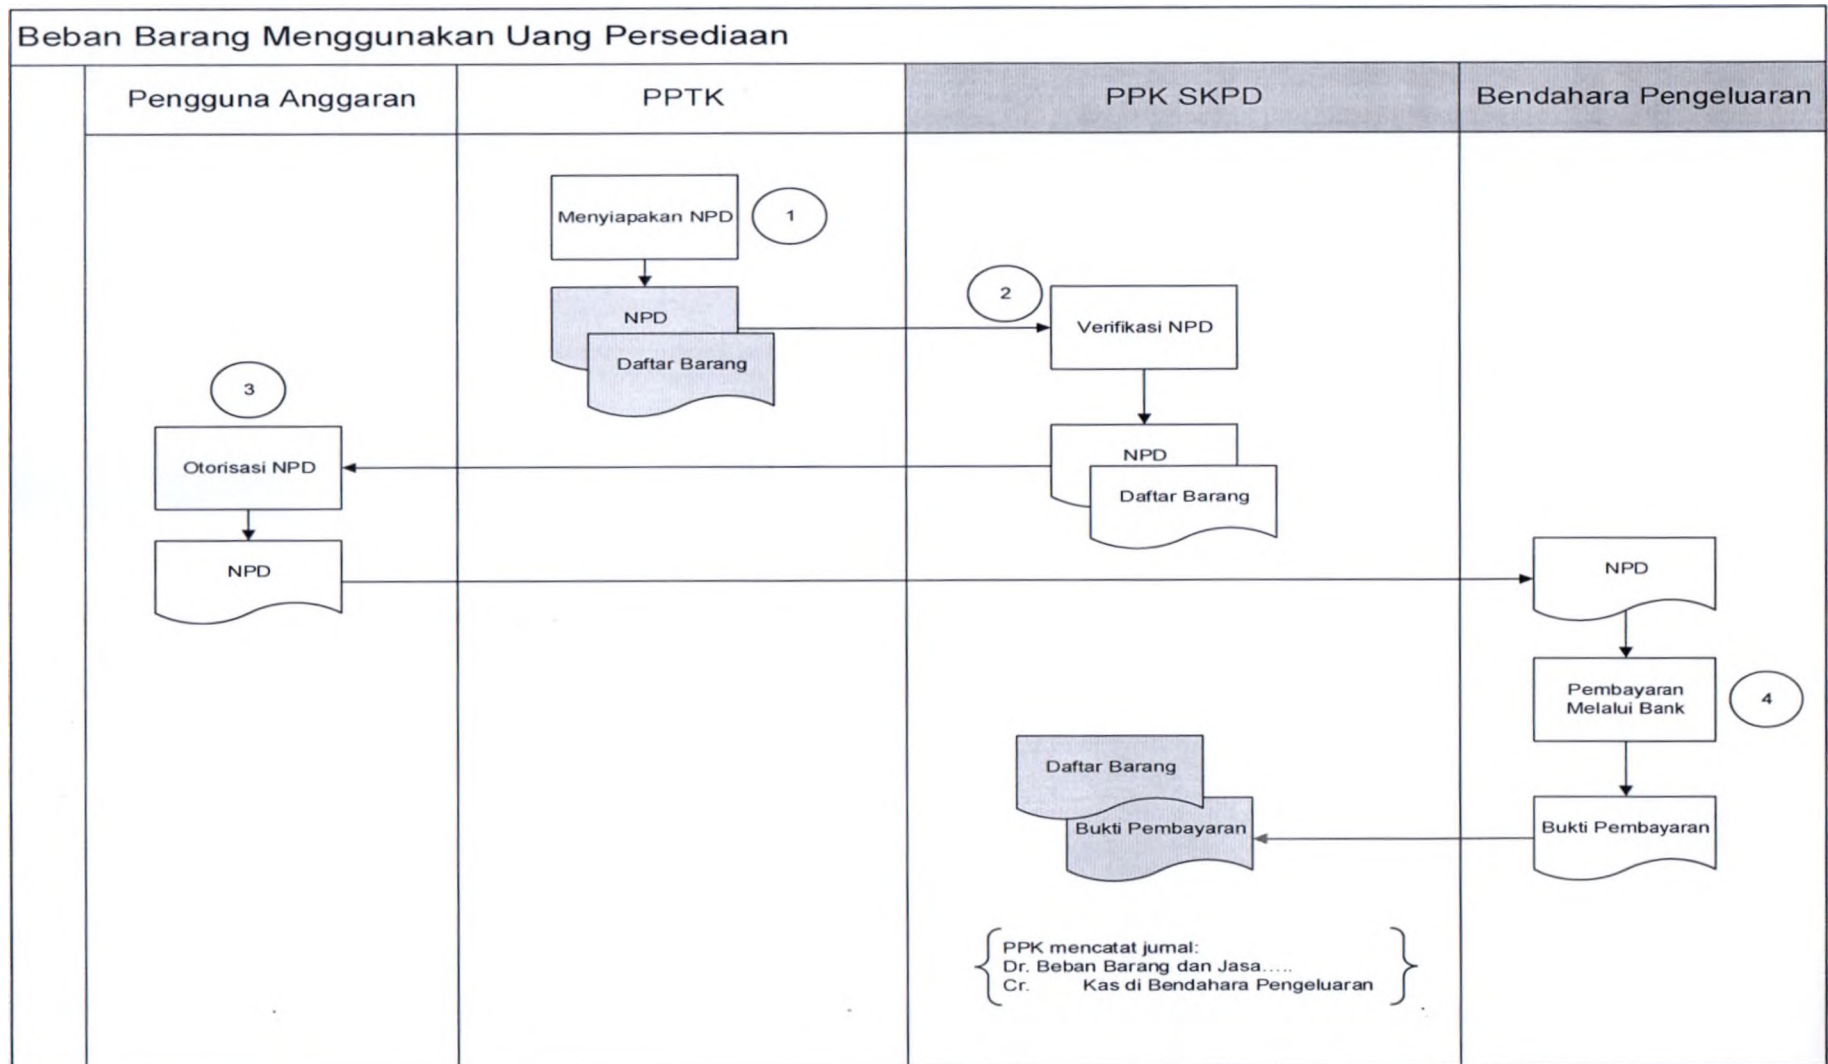 Beban Barang Menggunakan Uang Persediaan
Pengguna Anggaran
PPTK
PPK SKPD
Bendahara Pengeluaran
Menyiapakan NPD
1
NPD
Daftar Barang
2
Verifikasi NPD
NPD
Daftar Barang
3
Otorisasi NPD
NPD
NPD
Pembayaran
Melalui Bank
4
Bukti Pembayaran
Daftar Barang
Bukti Pembayaran
PPK mencatat jurnal:
Dr. Beban Barang dan Jasa.....
Cr. Kas di Bendahara Pengeluaran